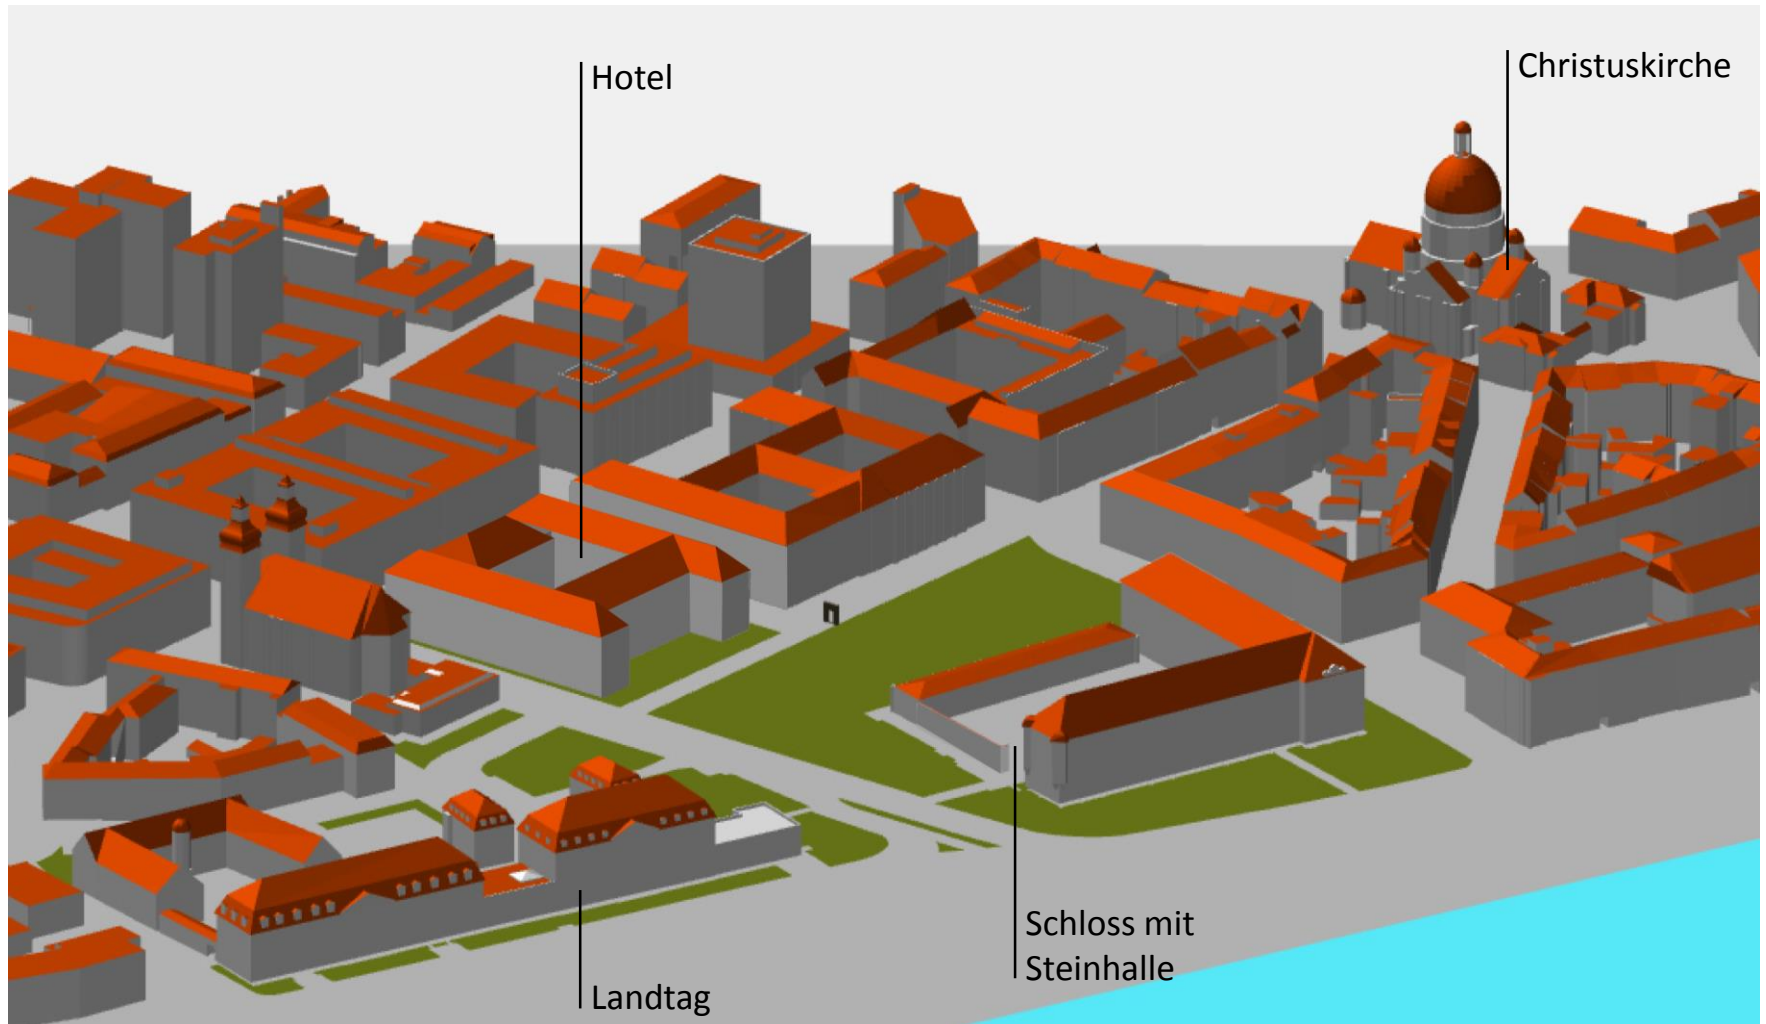 Hotel
Christuskirche
Schloss mit
Steinhalle
Landtag